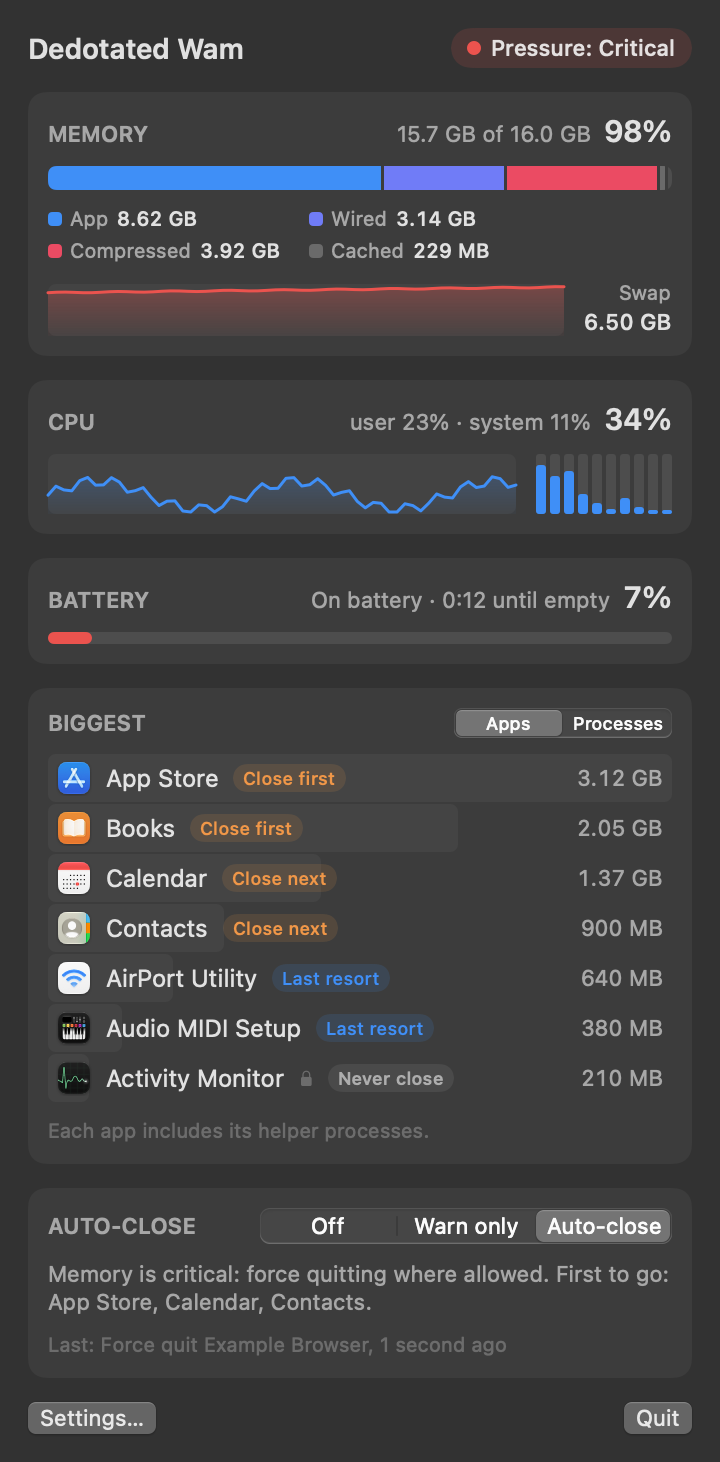 Dedotated Wam
Pressure: Critical
MEMORY
15.7 GB of 16.0 GB 98%
App 8.62 GB
Wired 3.14 GB
Compressed 3.92 GB
Cached 229 MB
Swap
6.50 GB
CPU
user 23% · system 11% 34%
BATTERY
On battery · 0:12 until empty 7%
BIGGEST
Apps
Processes
App Store Close first 3.12 GB
Books Close first 2.05 GB
Calendar Close next 1.37 GB
Contacts Close next 900 MB
AirPort Utility Last resort 640 MB
Audio MIDI Setup Last resort 380 MB
Activity Monitor Never close 210 MB
Each app includes its helper processes.
AUTO-CLOSE
Off
Warn only
Auto-close
Memory is critical: force quitting where allowed. First to go:
App Store, Calendar, Contacts.
Last: Force quit Example Browser, 1 second ago
Settings...
Quit